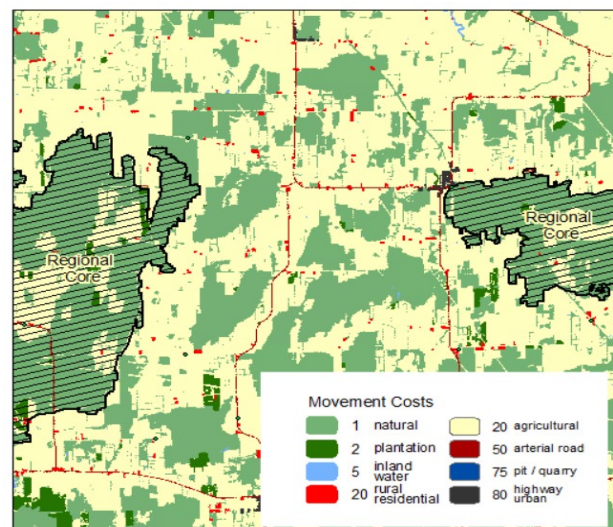 Regional
Core
Regional
Core
Movement Costs
1 natural
2 plantation
5 inland
water
20 rural
residential
20 agricultural
50 arterial road
75 pit / quarry
80 highway
urban